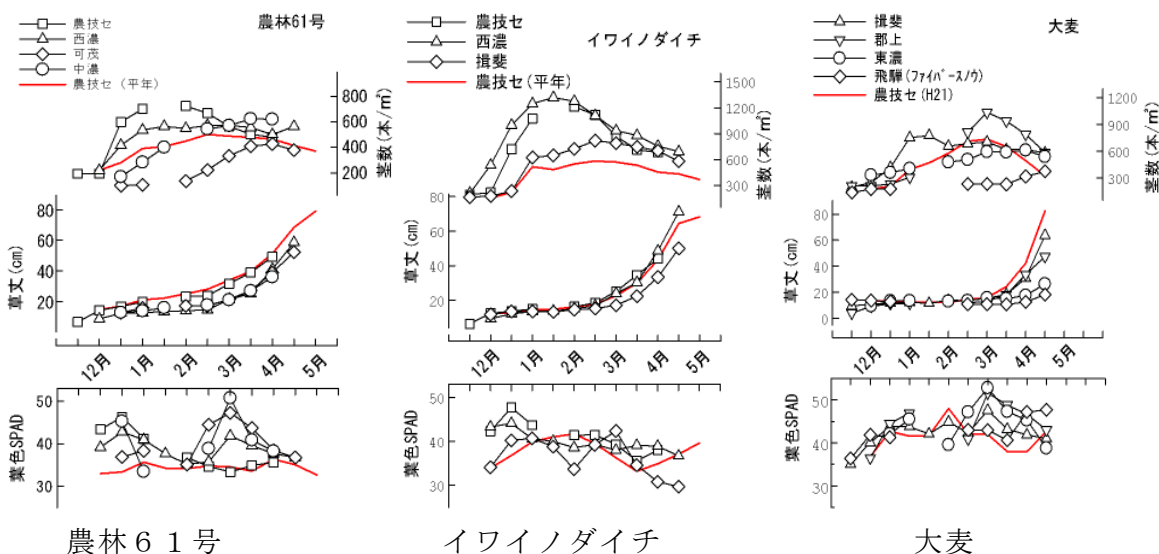 農林61号
農技セ
西濃
可茂
中濃
農技セ (平年)
800
600
400
200
茎数 (本/㎡)
80
60
40
20
草丈 (cm)
12月
1月
2月
3月
4月
5月
50
40
30
葉色SPAD
農林６１号
イワイノダイチ
農技セ
西濃
揖斐
農技セ (平年)
1500
1200
900
600
300
茎数 (本/㎡)
80
60
40
20
草丈 (cm)
12月
1月
2月
3月
4月
5月
50
40
30
葉色SPAD
イワイノダイチ
大麦
揖斐
郡上
東濃
飛騨(ﾌｧｲﾊﾞｰｽﾉｳ)
農技セ (H21)
1200
900
600
300
茎数 (本/㎡)
80
60
40
20
0
草丈 (cm)
12月
1月
2月
3月
4月
5月
50
40
30
葉色SPAD
大麦